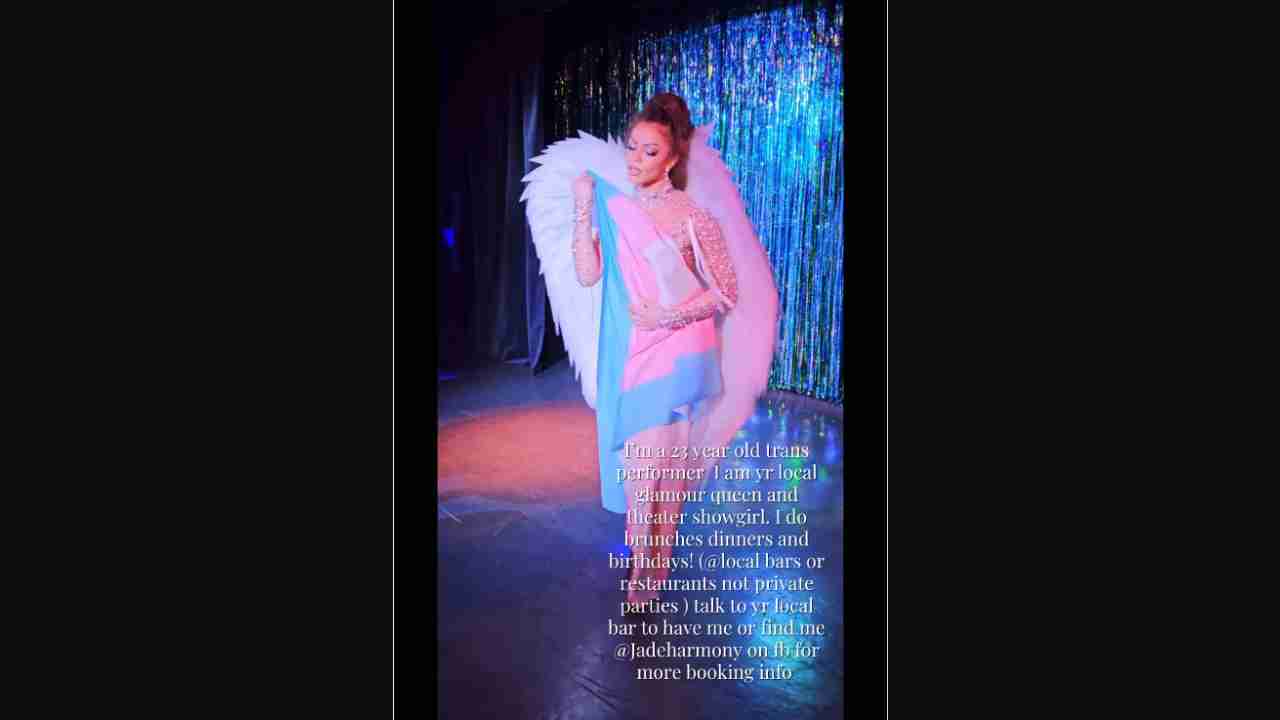 I'm a 23 year old trans
performer I am yr local
glamour queen and
theater showgirl. I do
brunches dinners and
birthdays! (@local bars or
restaurants not private
parties ) talk to yr local
bar to have me or find me
@Jadeharmony on fb for
more booking info